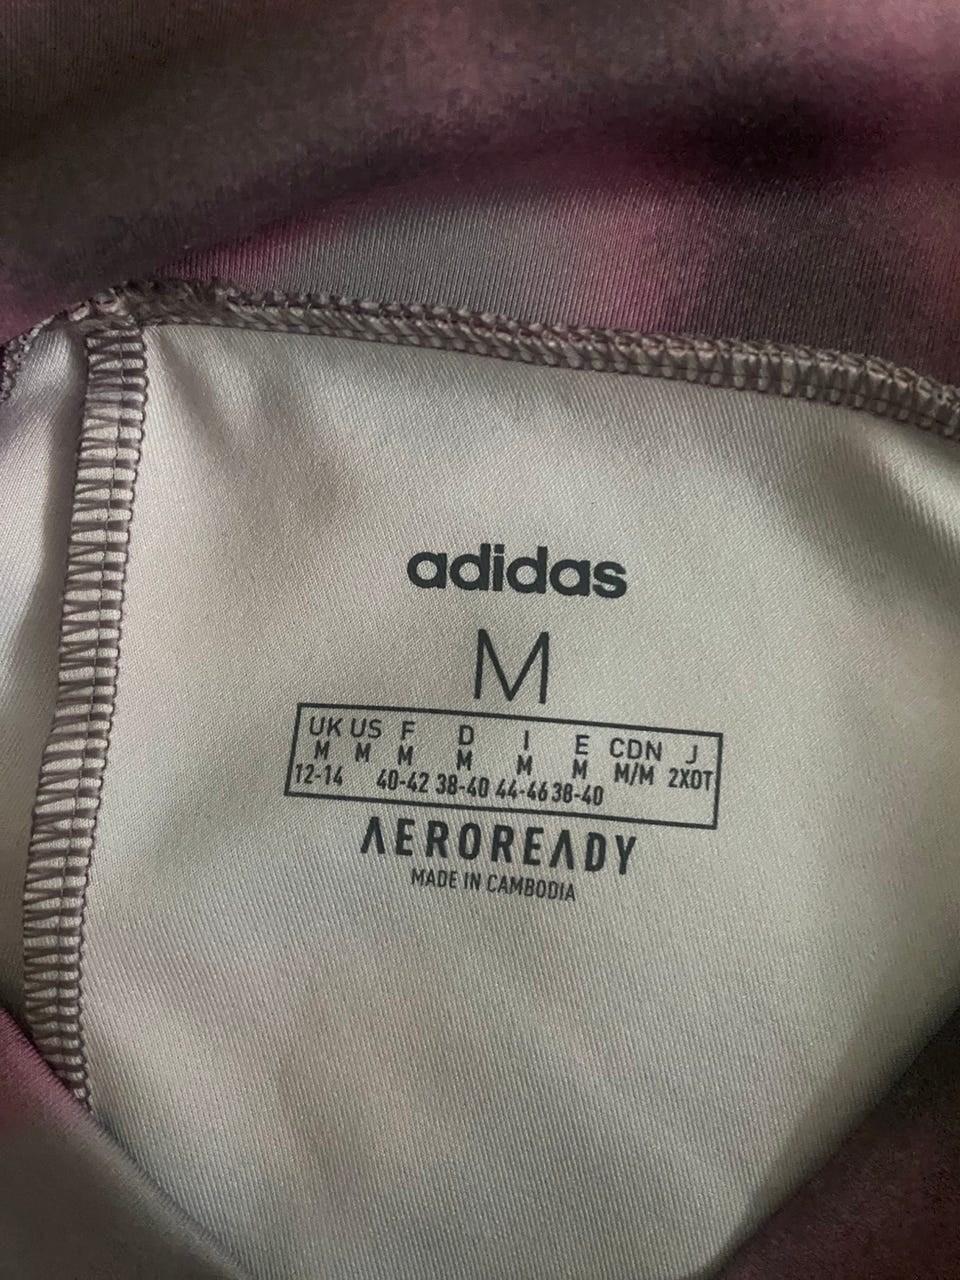 adidas
M
UK US F D I E CDN J
M M M M M M M/M 2XOT
12-14 40-42 38-40 44-46 38-40
AEROREADY
MADE IN CAMBODIA